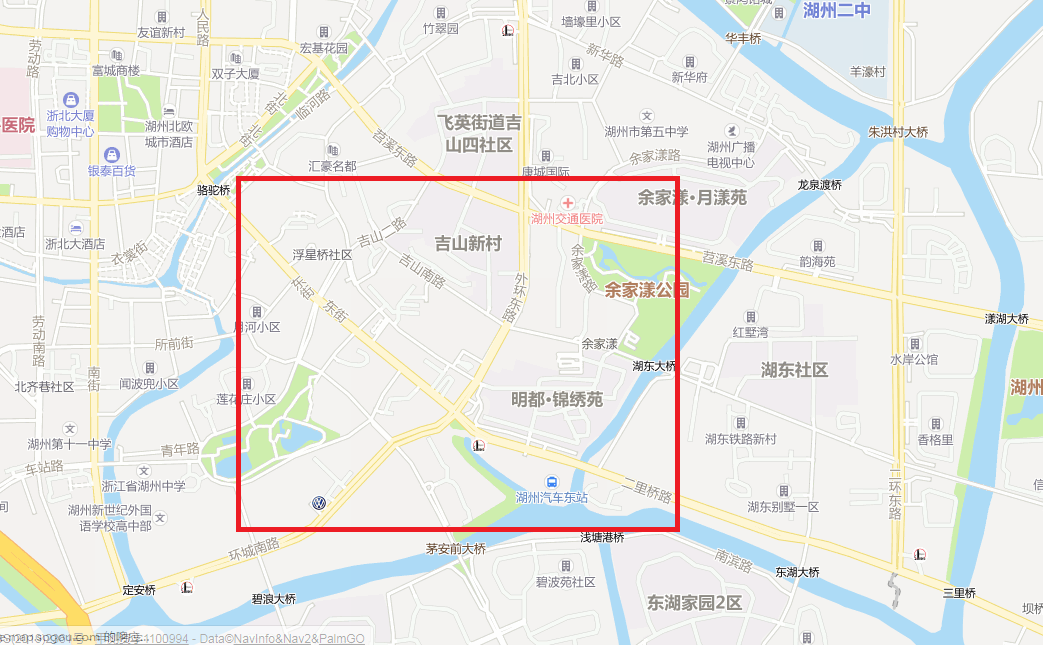 湖州二中
友谊新村
人民路
竹翠园
墙壕里小区
华丰桥
劳动路
宏基花园
新华路
羊濠村
富城商楼
双子大厦
吉北小区
新华府
浙北大厦
购物中心
北街
临河路
医院
湖州北欧
城市酒店
北街
苕溪东路
飞英街道吉
山四社区
湖州市第五中学
湖州广播
电视中心
朱洪村大桥
银泰百货
汇豪名都
康城国际
余家漾路
骆驼桥
龙泉渡桥
余家漾·月漾苑
湖州交通医院
酒店
浙北大酒店
衣裳街
吉山二路
吉山新村
浮星桥社区
吉山南路
余家漾路
苕溪东路
韵海苑
东街
东街
外环东路
余家漾公园
月河小区
红墅湾
漾湖大桥
劳动南路
所前街
余家漾
水岸公馆
湖东大桥
湖东社区
北齐巷社区
南街
闻波兜小区
莲花庄小区
明都·锦绣苑
湖州
湖州第十一中学
青年路
湖东铁路新村
香格里
车站路
浙江省湖州中学
湖州汽车东站
二里桥路
湖东别墅一区
二环东路
湖州新世纪外国
语学校高中部
环城南路
茅安前大桥
浅塘港桥
南滨路
碧波苑社区
东湖大桥
定安桥
碧浪大桥
东湖家园2区
三里桥
坝桥
Data©NavInfo&Nav2&PalmGO